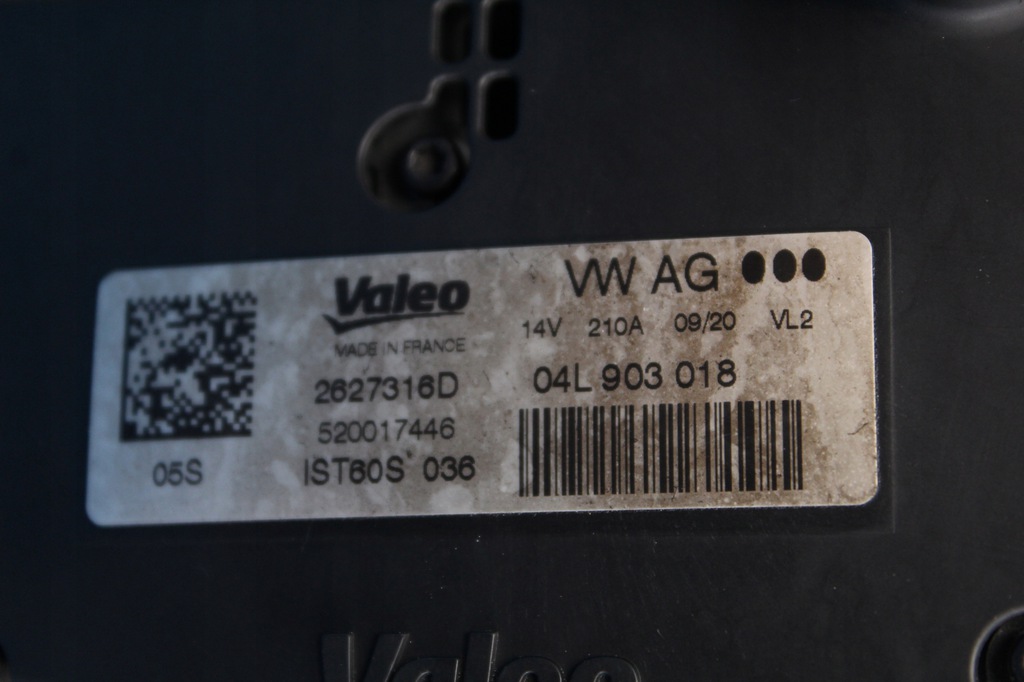 Valeo
MADE IN FRANCE
2627316D
520017446
IST60S 036
05S
VW AG
14V 210A 09/20 VL2
04L 903 018
Valeo